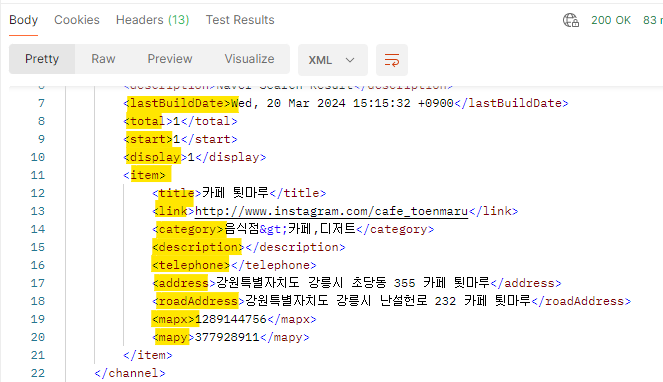 Body Cookies Headers (13) Test Results 200 OK 83 m
Pretty Raw Preview Visualize XML
6 <description>Naver Search Result</description>
7 <lastBuildDate>Wed, 20 Mar 2024 15:15:32 +0900</lastBuildDate>
8 <total>1</total>
9 <start>1</start>
10 <display>1</display>
11 <item>
12 <title>카페 툇마루</title>
13 <link>http://www.instagram.com/cafe_toenmaru</link>
14 <category>음식점&gt;카페,디저트</category>
15 <description></description>
16 <telephone></telephone>
17 <address>강원특별자치도 강릉시 초당동 355 카페 툇마루</address>
18 <roadAddress>강원특별자치도 강릉시 난설헌로 232 카페 툇마루</roadAddress>
19 <mapx>1289144756</mapx>
20 <mapy>377928911</mapy>
21 </item>
22 </channel>